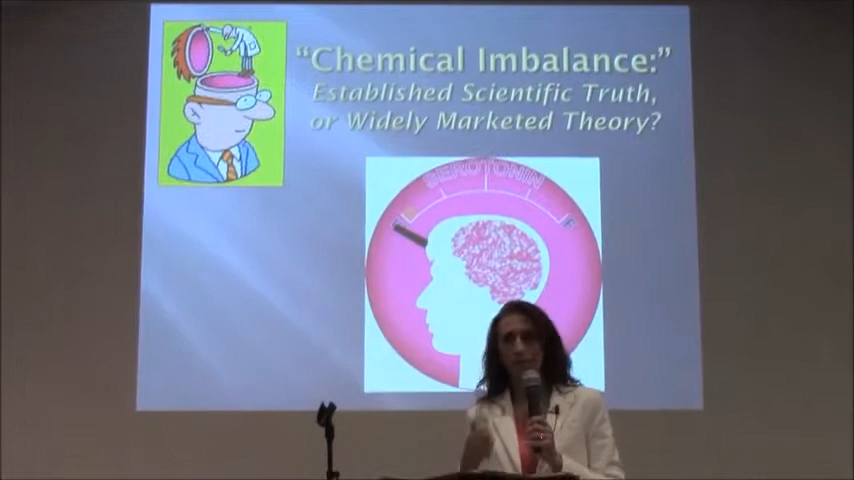 “Chemical Imbalance:”
Established Scientific Truth,
or Widely Marketed Theory?
SEROTONIN